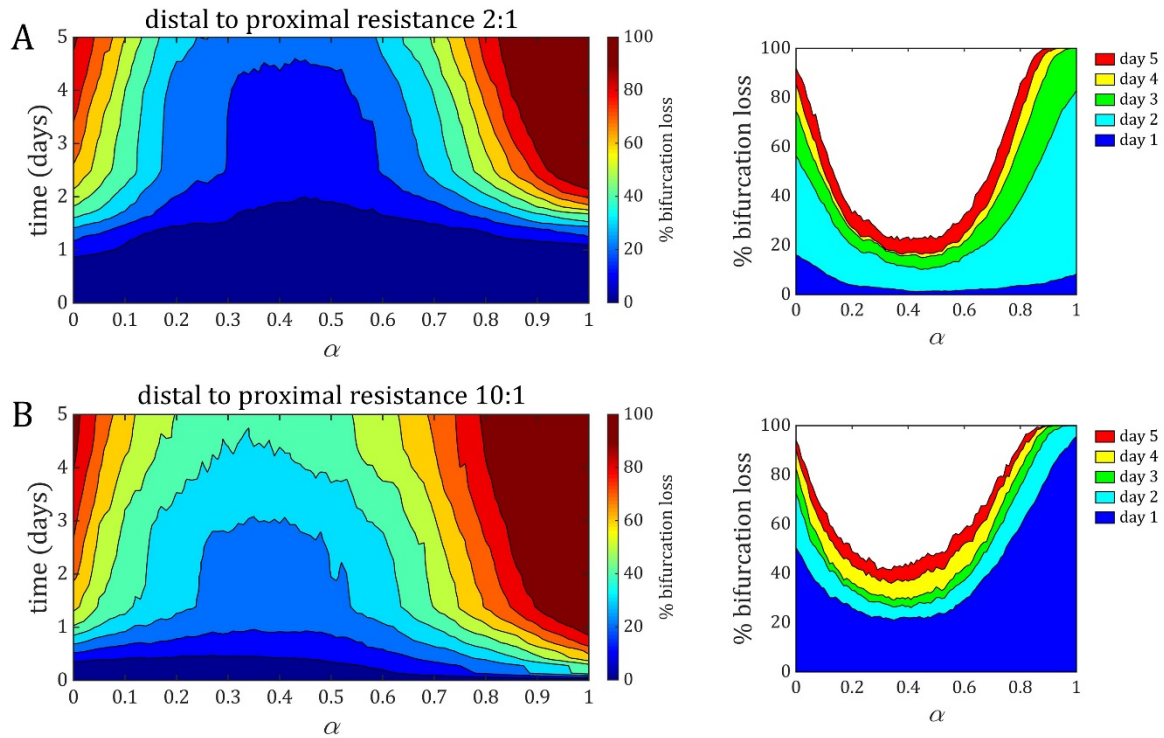 A
distal to proximal resistance 2:1
time (days)
5
4
3
2
1
0
0 0.1 0.2 0.3 0.4 0.5 0.6 0.7 0.8 0.9 1
α
100
80
60
40
20
0
% bifurcation loss
% bifurcation loss
100
80
60
40
20
0
0 0.2 0.4 0.6 0.8 1
α
day 5
day 4
day 3
day 2
day 1
B
distal to proximal resistance 10:1
time (days)
5
4
3
2
1
0
0 0.1 0.2 0.3 0.4 0.5 0.6 0.7 0.8 0.9 1
α
100
80
60
40
20
0
% bifurcation loss
% bifurcation loss
100
80
60
40
20
0
0 0.2 0.4 0.6 0.8 1
α
day 5
day 4
day 3
day 2
day 1